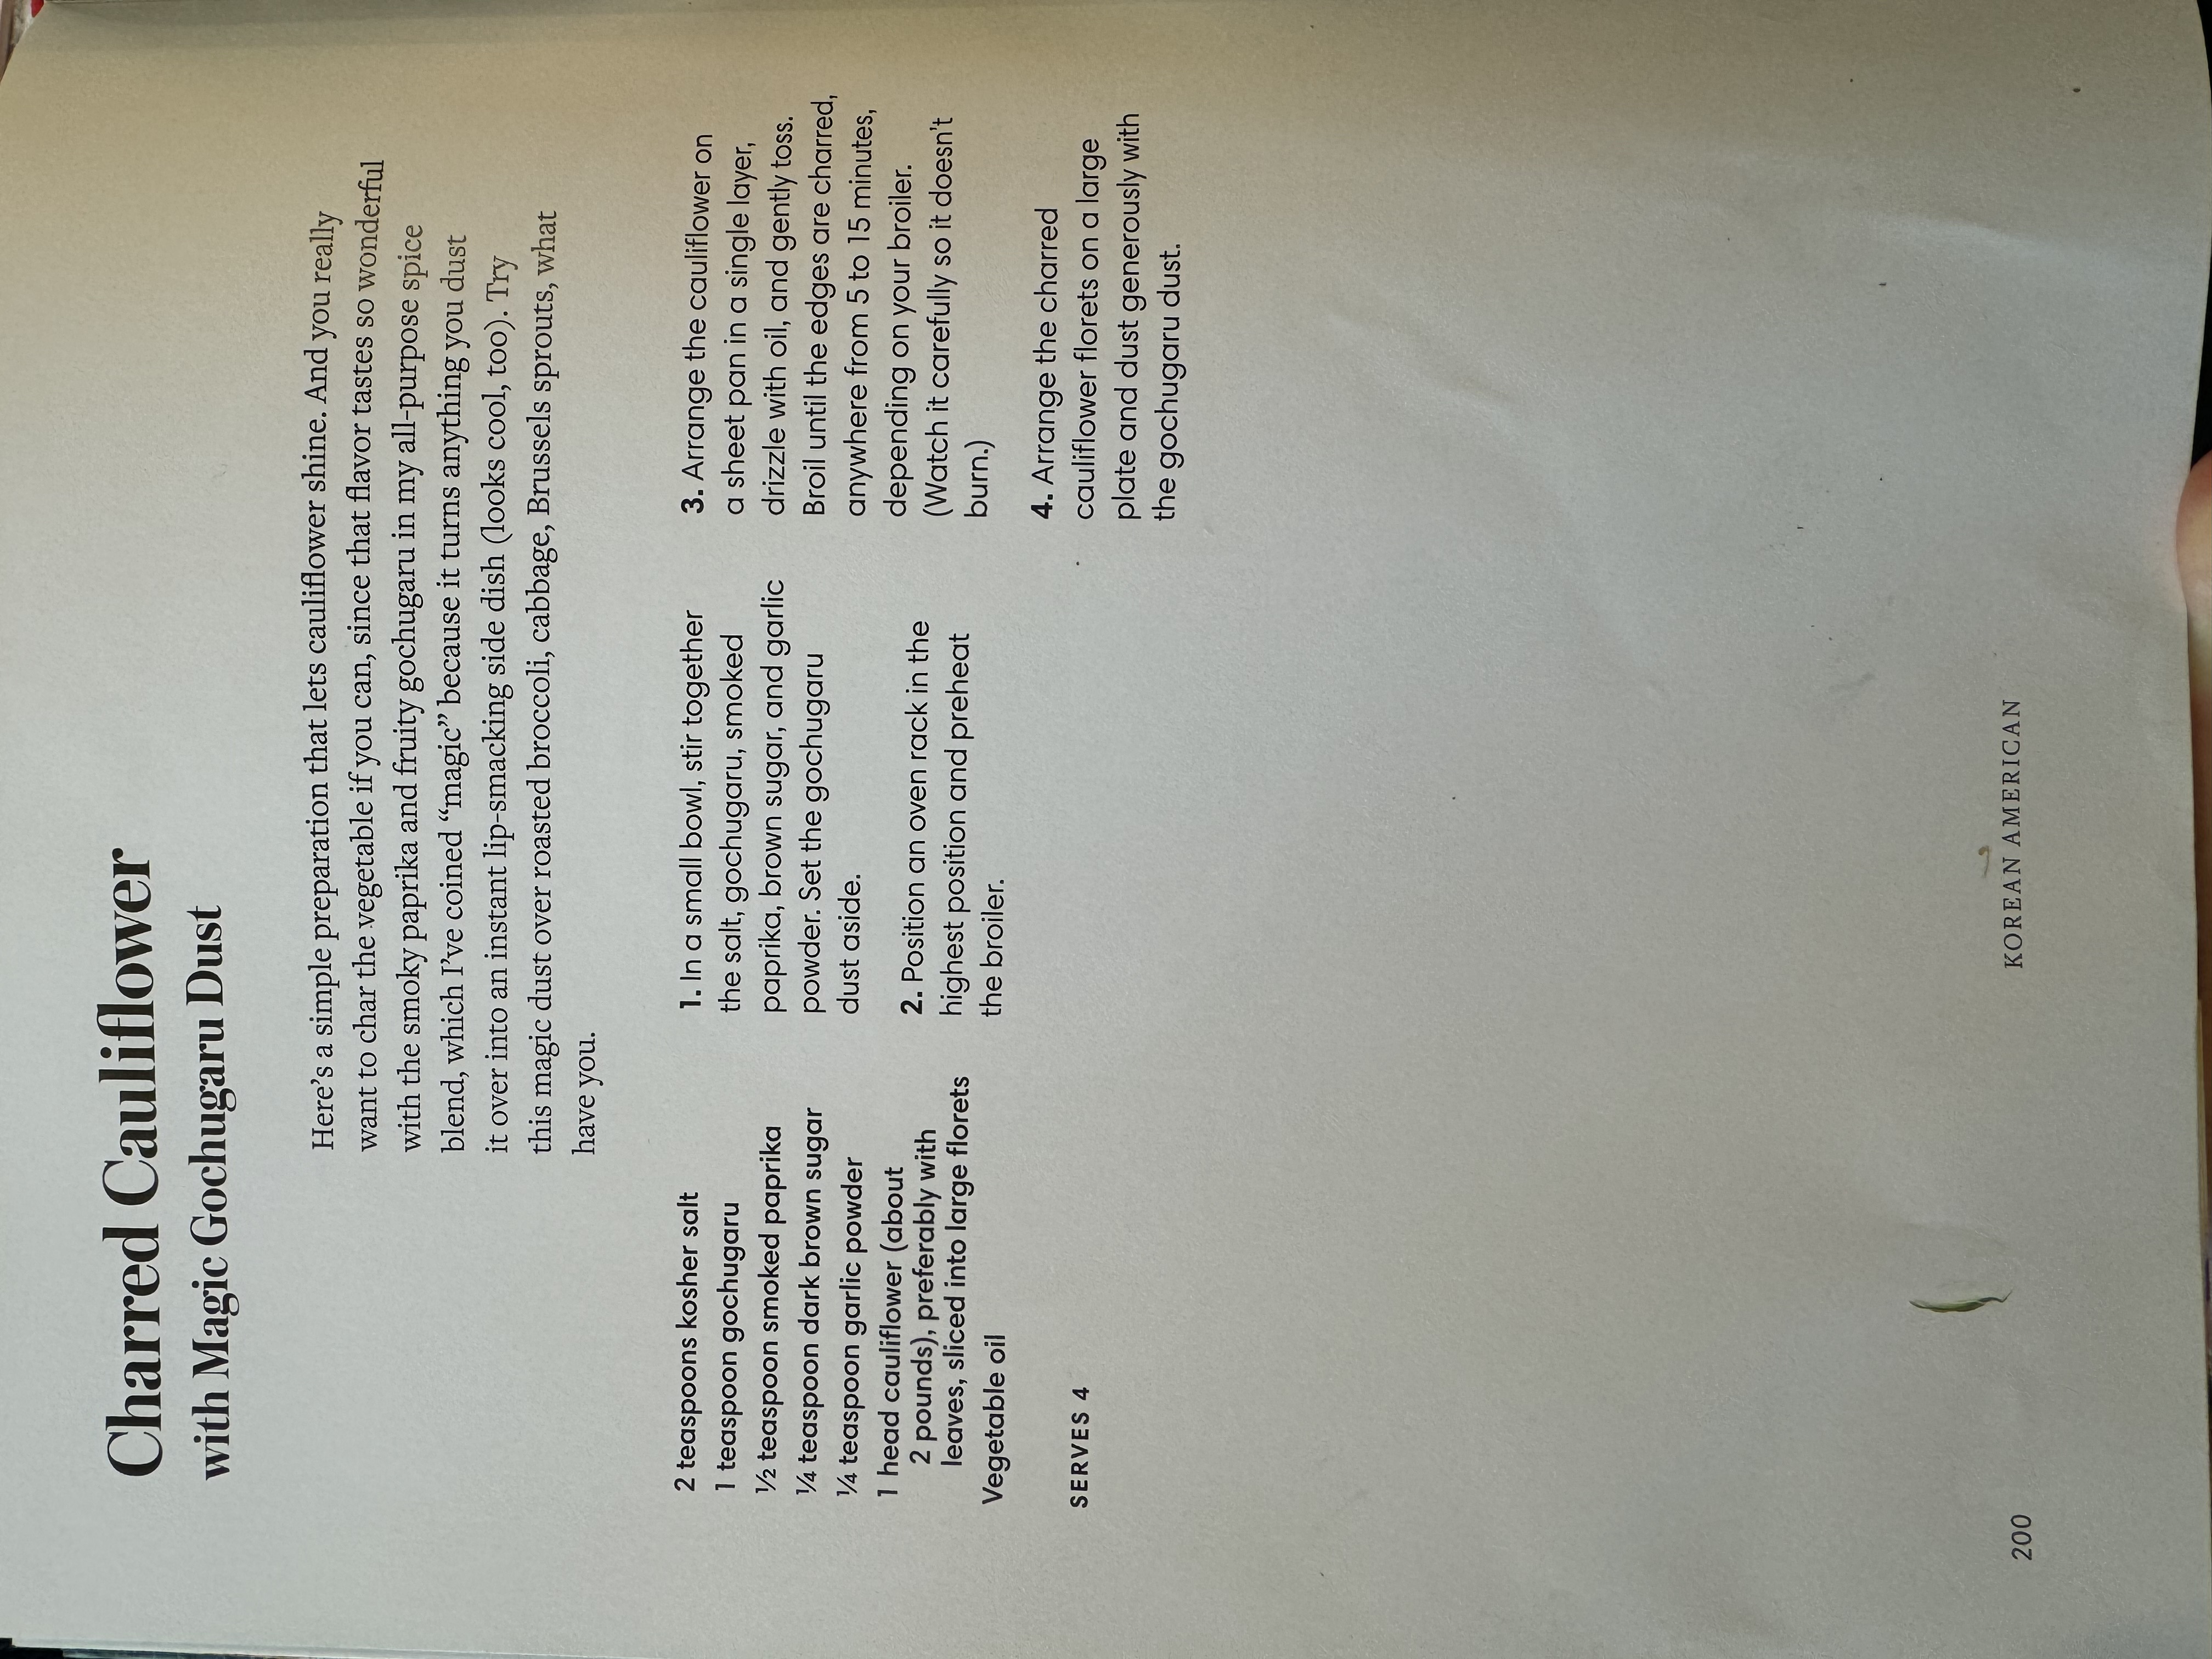 Charred Cauliflower
with Magic Gochugaru Dust
Here's a simple preparation that lets cauliflower shine. And you really
want to char the vegetable if you can, since that flavor tastes so wonderful
with the smoky paprika and fruity gochugaru in my all-purpose spice
blend, which I've coined “magic” because it turns anything you dust
it over into an instant lip-smacking side dish (looks cool, too). Try
this magic dust over roasted broccoli, cabbage, Brussels sprouts, what
have you.
2 teaspoons kosher salt
1 teaspoon gochugaru
½ teaspoon smoked paprika
¼ teaspoon dark brown sugar
¼ teaspoon garlic powder
1 head cauliflower (about
2 pounds), preferably with
leaves, sliced into large florets
Vegetable oil
SERVES 4
1. In a small bowl, stir together
the salt, gochugaru, smoked
paprika, brown sugar, and garlic
powder. Set the gochugaru
dust aside.
2. Position an oven rack in the
highest position and preheat
the broiler.
3. Arrange the cauliflower on
a sheet pan in a single layer,
drizzle with oil, and gently toss.
Broil until the edges are charred,
anywhere from 5 to 15 minutes,
depending on your broiler.
(Watch it carefully so it doesn't
burn.)
4. Arrange the charred
cauliflower florets on a large
plate and dust generously with
the gochugaru dust.
200
KOREAN AMERICAN